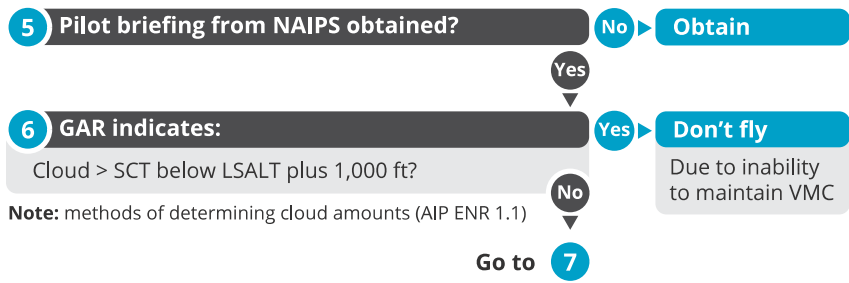 5 Pilot briefing from NAIPS obtained? No Obtain
Yes
6 GAR indicates: Yes Don't fly
Cloud > SCT below LSALT plus 1,000 ft?
Due to inability
to maintain VMC
No
Note: methods of determining cloud amounts (AIP ENR 1.1)
Go to 7